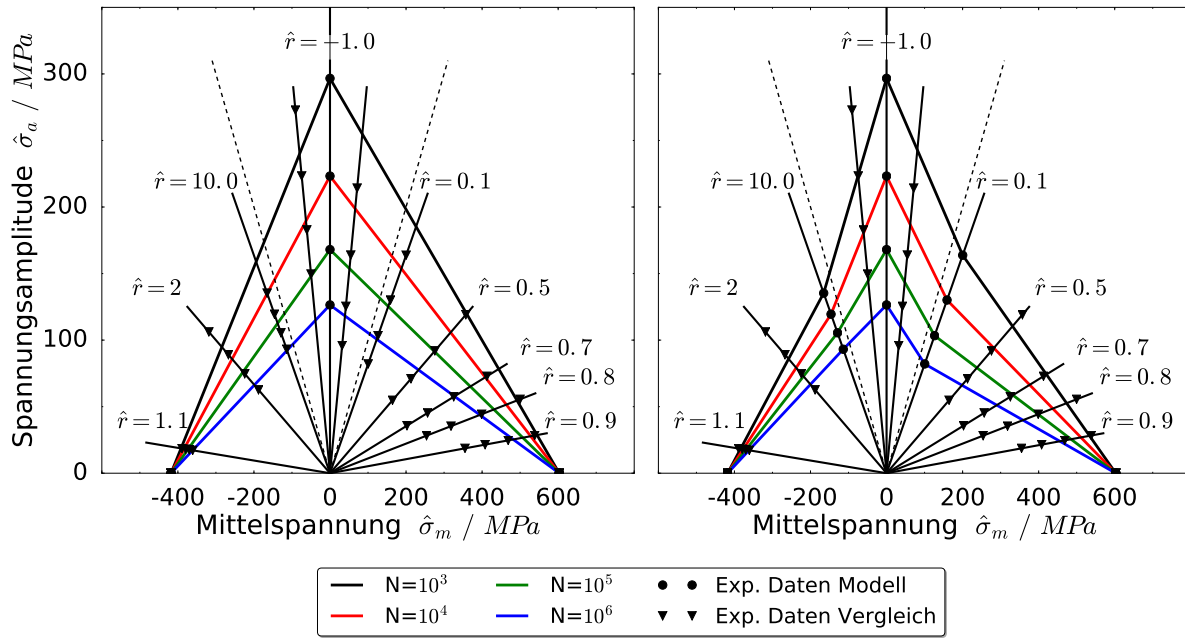 Spannungsamplitude σ̂ₐ / MPa
300
200
100
0
r̂ = −1.0
r̂ = 10.0
r̂ = 0.1
r̂ = 2
r̂ = 0.5
r̂ = 0.7
r̂ = 0.8
r̂ = 1.1
r̂ = 0.9
-400 -200 0 200 400 600
Mittelspannung σ̂ₘ / MPa
r̂ = −1.0
r̂ = 10.0
r̂ = 0.1
r̂ = 2
r̂ = 0.5
r̂ = 0.7
r̂ = 0.8
r̂ = 1.1
r̂ = 0.9
-400 -200 0 200 400 600
Mittelspannung σ̂ₘ / MPa
N=10³ N=10⁵ Exp. Daten Modell
N=10⁴ N=10⁶ Exp. Daten Vergleich